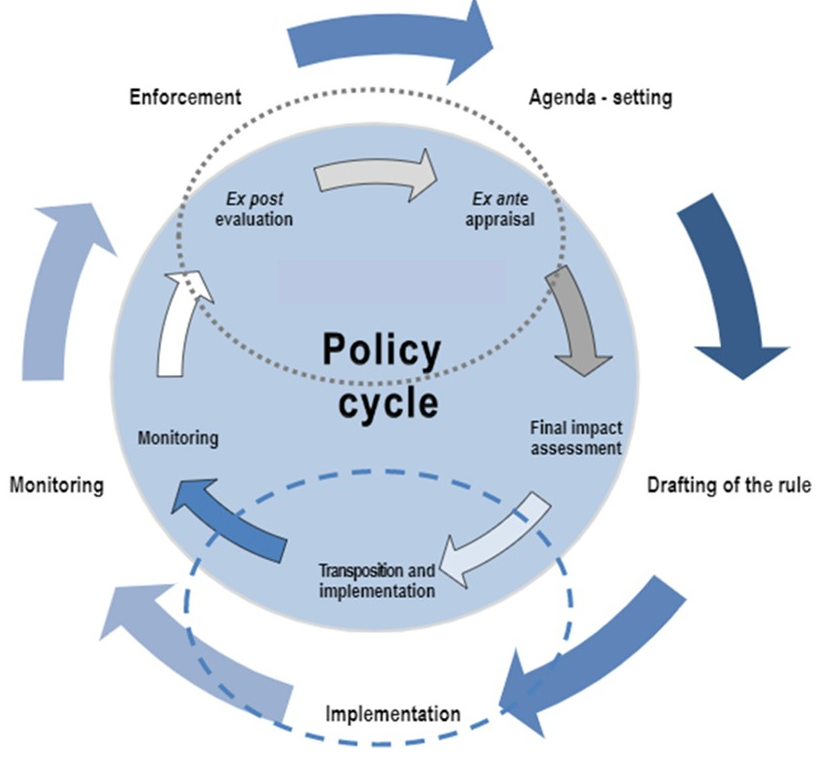 Enforcement
Agenda - setting
Ex post
evaluation
Ex ante
appraisal
Policy
cycle
Monitoring
Final impact
assessment
Monitoring
Drafting of the rule
Transposition and
implementation
Implementation